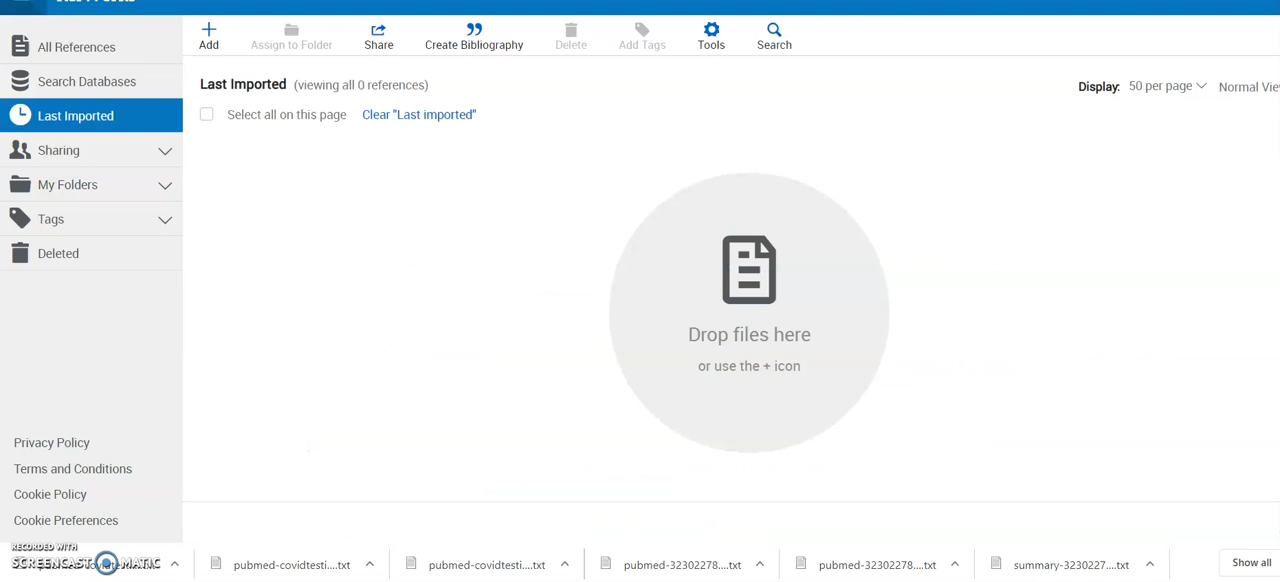 Add
Assign to Folder
Share
Create Bibliography
Delete
Add Tags
Tools
Search
All References
Search Databases
Last Imported
Sharing
My Folders
Tags
Deleted
Last Imported (viewing all 0 references)
Display: 50 per page
Normal Vie
Select all on this page Clear "Last imported"
Drop files here
or use the + icon
Privacy Policy
Terms and Conditions
Cookie Policy
Cookie Preferences
RECORDED WITH
SCREENCAST MATIC
pubmed-covidtesti....txt
pubmed-covidtesti....txt
pubmed-32302278....txt
pubmed-32302278....txt
summary-3230227....txt
Show all